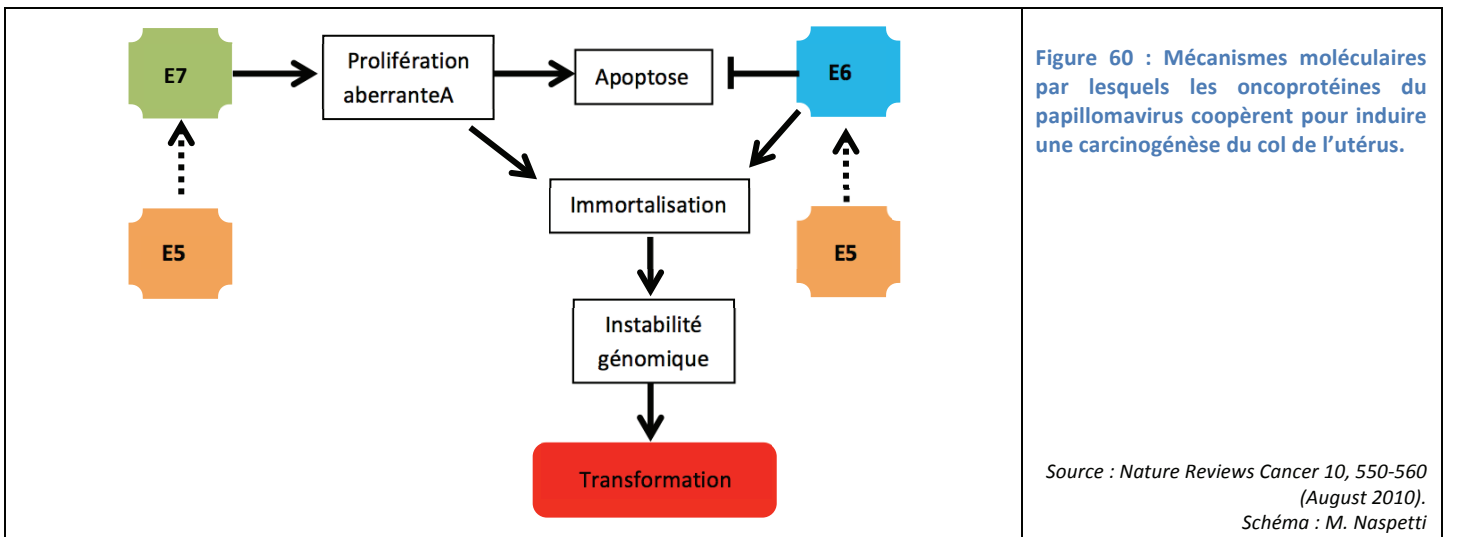 E7
Prolifération
aberranteA
Apoptose
E6
Immortalisation
E5
E5
Instabilité
génomique
Transformation
Figure 60 : Mécanismes moléculaires
par lesquels les oncoprotéines du
papillomavirus coopèrent pour induire
une carcinogénèse du col de l’utérus.
Source : Nature Reviews Cancer 10, 550-560
(August 2010).
Schéma : M. Naspetti